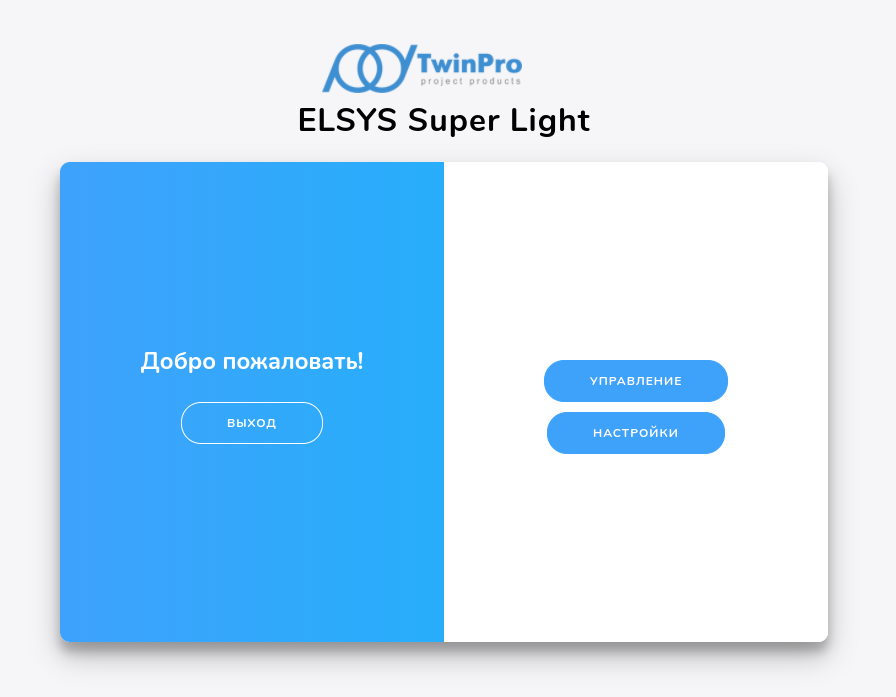 TwinPro
project products
ELSYS Super Light
Добро пожаловать!
ВЫХОД
УПРАВЛЕНИЕ
НАСТРОЙКИ